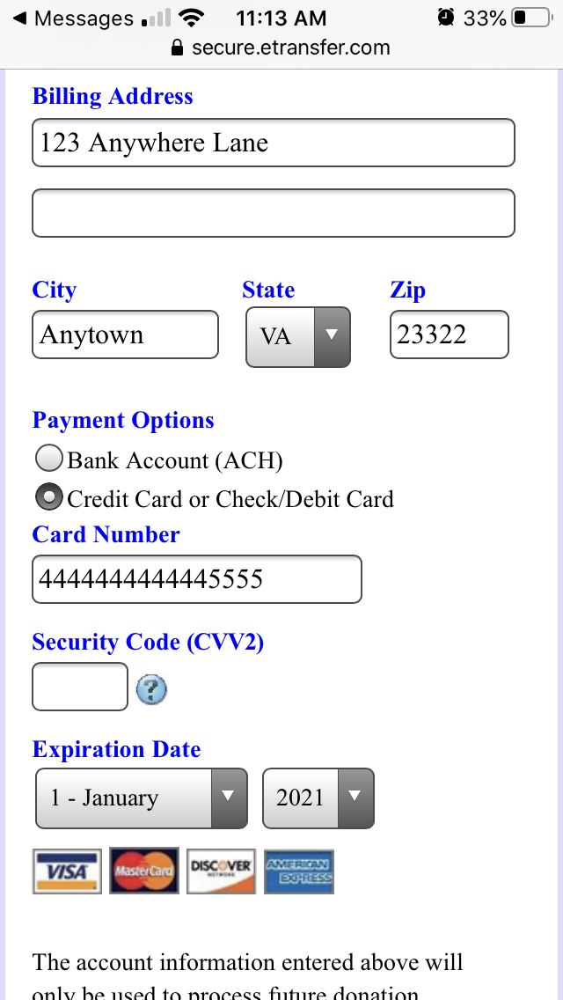 Messages 11:13 AM 33%
secure.etransfer.com
Billing Address
123 Anywhere Lane
City State Zip
Anytown VA 23322
Payment Options
Bank Account (ACH)
Credit Card or Check/Debit Card
Card Number
4444444444445555
Security Code (CVV2)
?
Expiration Date
1 - January 2021
VISA MasterCard DISCOVER NETWORK AMERICAN EXPRESS
The account information entered above will
only be used to process future donation